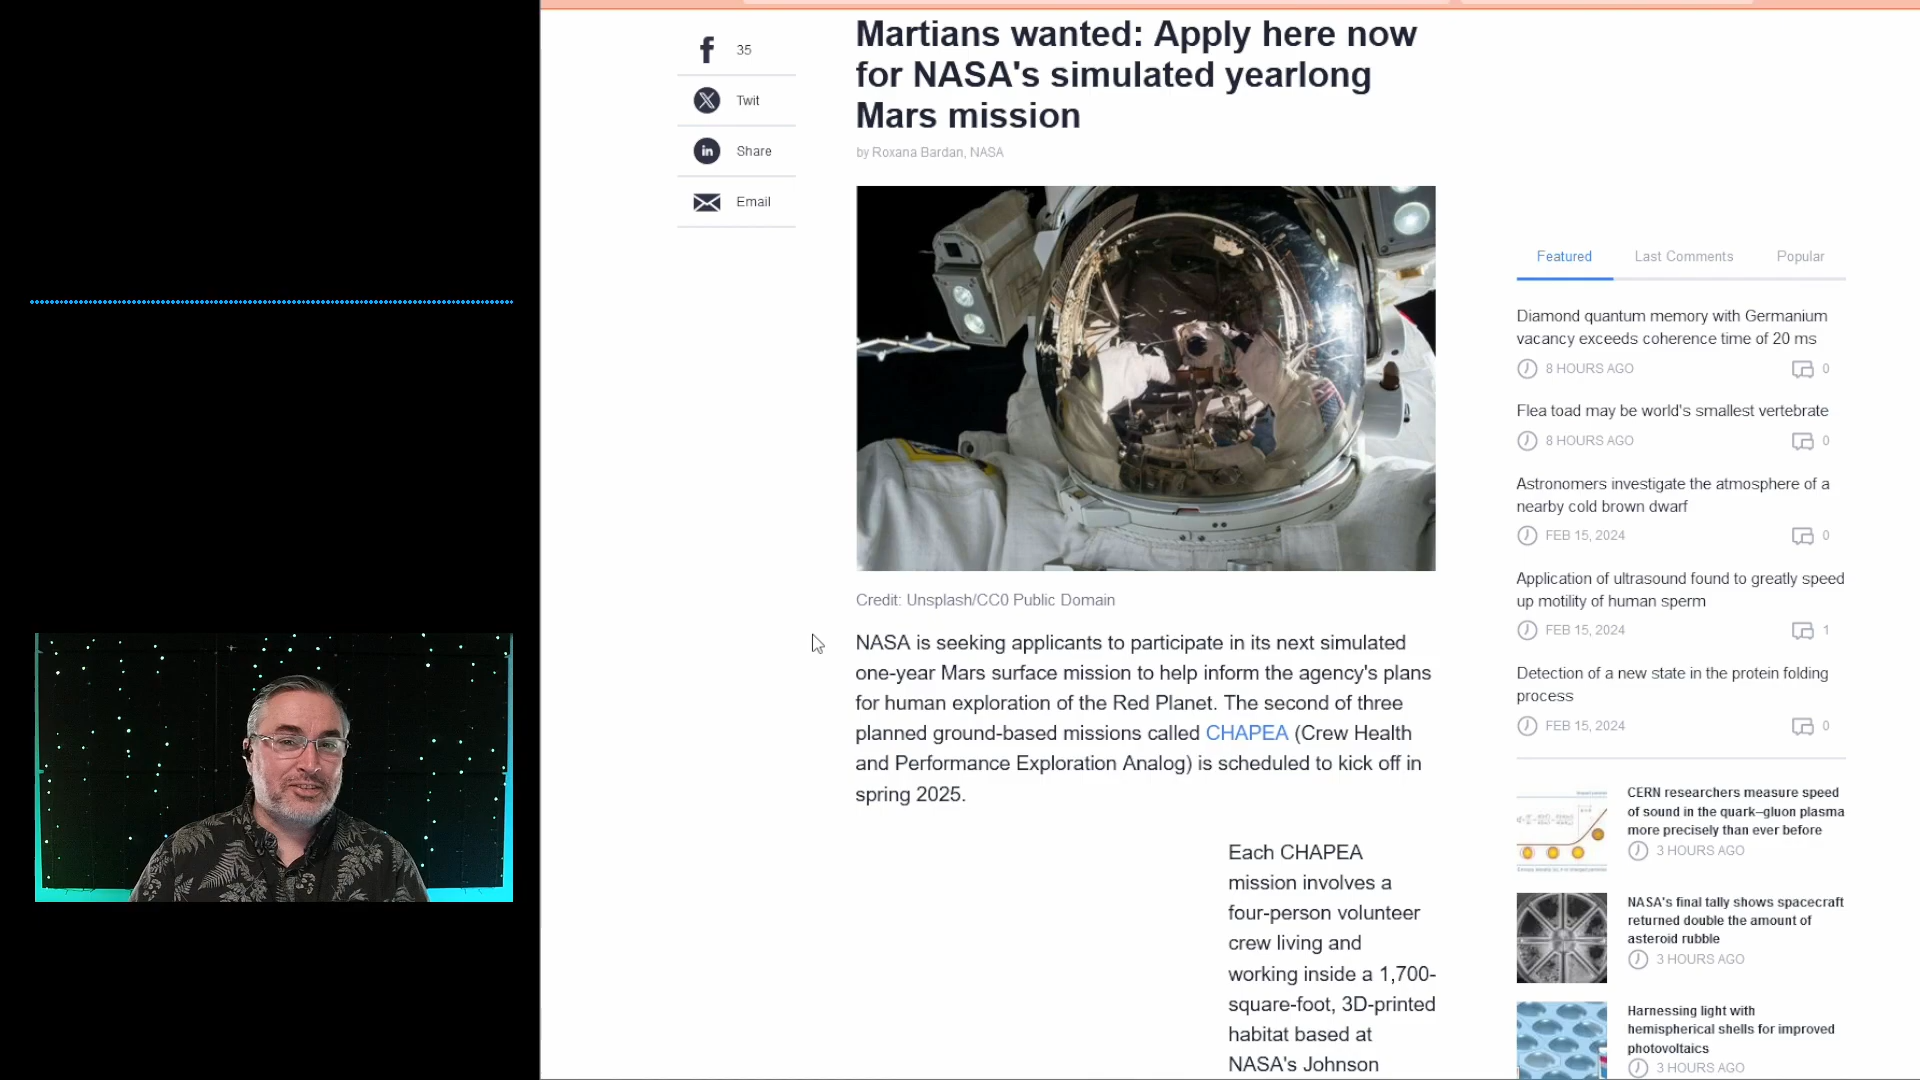 Martians wanted: Apply here now
for NASA's simulated yearlong
Mars mission
by Roxana Bardan, NASA
35
Twit
Share
Email
Credit: Unsplash/CC0 Public Domain
NASA is seeking applicants to participate in its next simulated
one-year Mars surface mission to help inform the agency's plans
for human exploration of the Red Planet. The second of three
planned ground-based missions called CHAPEA (Crew Health
and Performance Exploration Analog) is scheduled to kick off in
spring 2025.
Each CHAPEA
mission involves a
four-person volunteer
crew living and
working inside a 1,700-
square-foot, 3D-printed
habitat based at
NASA's Johnson
Featured
Last Comments
Popular
Diamond quantum memory with Germanium
vacancy exceeds coherence time of 20 ms
8 HOURS AGO
0
Flea toad may be world's smallest vertebrate
8 HOURS AGO
0
Astronomers investigate the atmosphere of a
nearby cold brown dwarf
FEB 15, 2024
0
Application of ultrasound found to greatly speed
up motility of human sperm
FEB 15, 2024
1
Detection of a new state in the protein folding
process
FEB 15, 2024
0
CERN researchers measure speed
of sound in the quark–gluon plasma
more precisely than ever before
3 HOURS AGO
NASA's final tally shows spacecraft
returned double the amount of
asteroid rubble
3 HOURS AGO
Harnessing light with
hemispherical shells for improved
photovoltaics
3 HOURS AGO